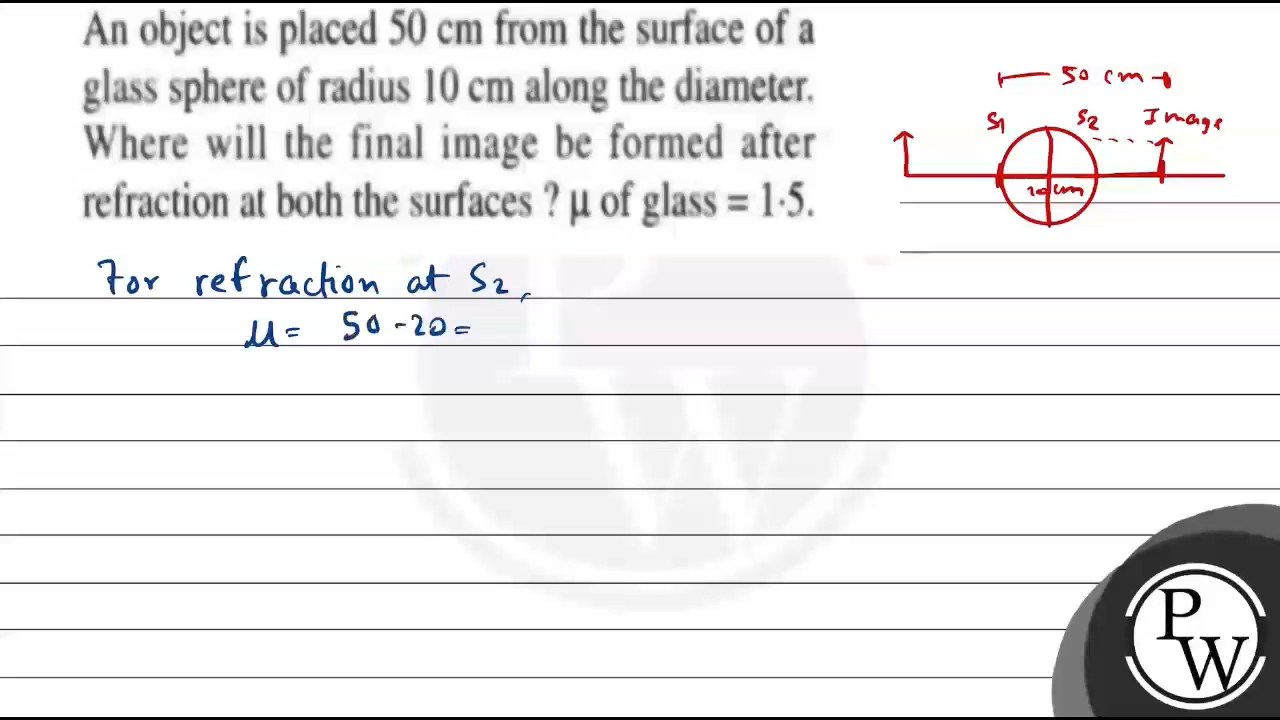 An object is placed 50 cm from the surface of a
glass sphere of radius 10 cm along the diameter.
Where will the final image be formed after
refraction at both the surfaces ? μ of glass = 1·5.
50 cm
S1
S2
Image
20cm
For refraction at S2,
μ= 50 -20=
PW
PW